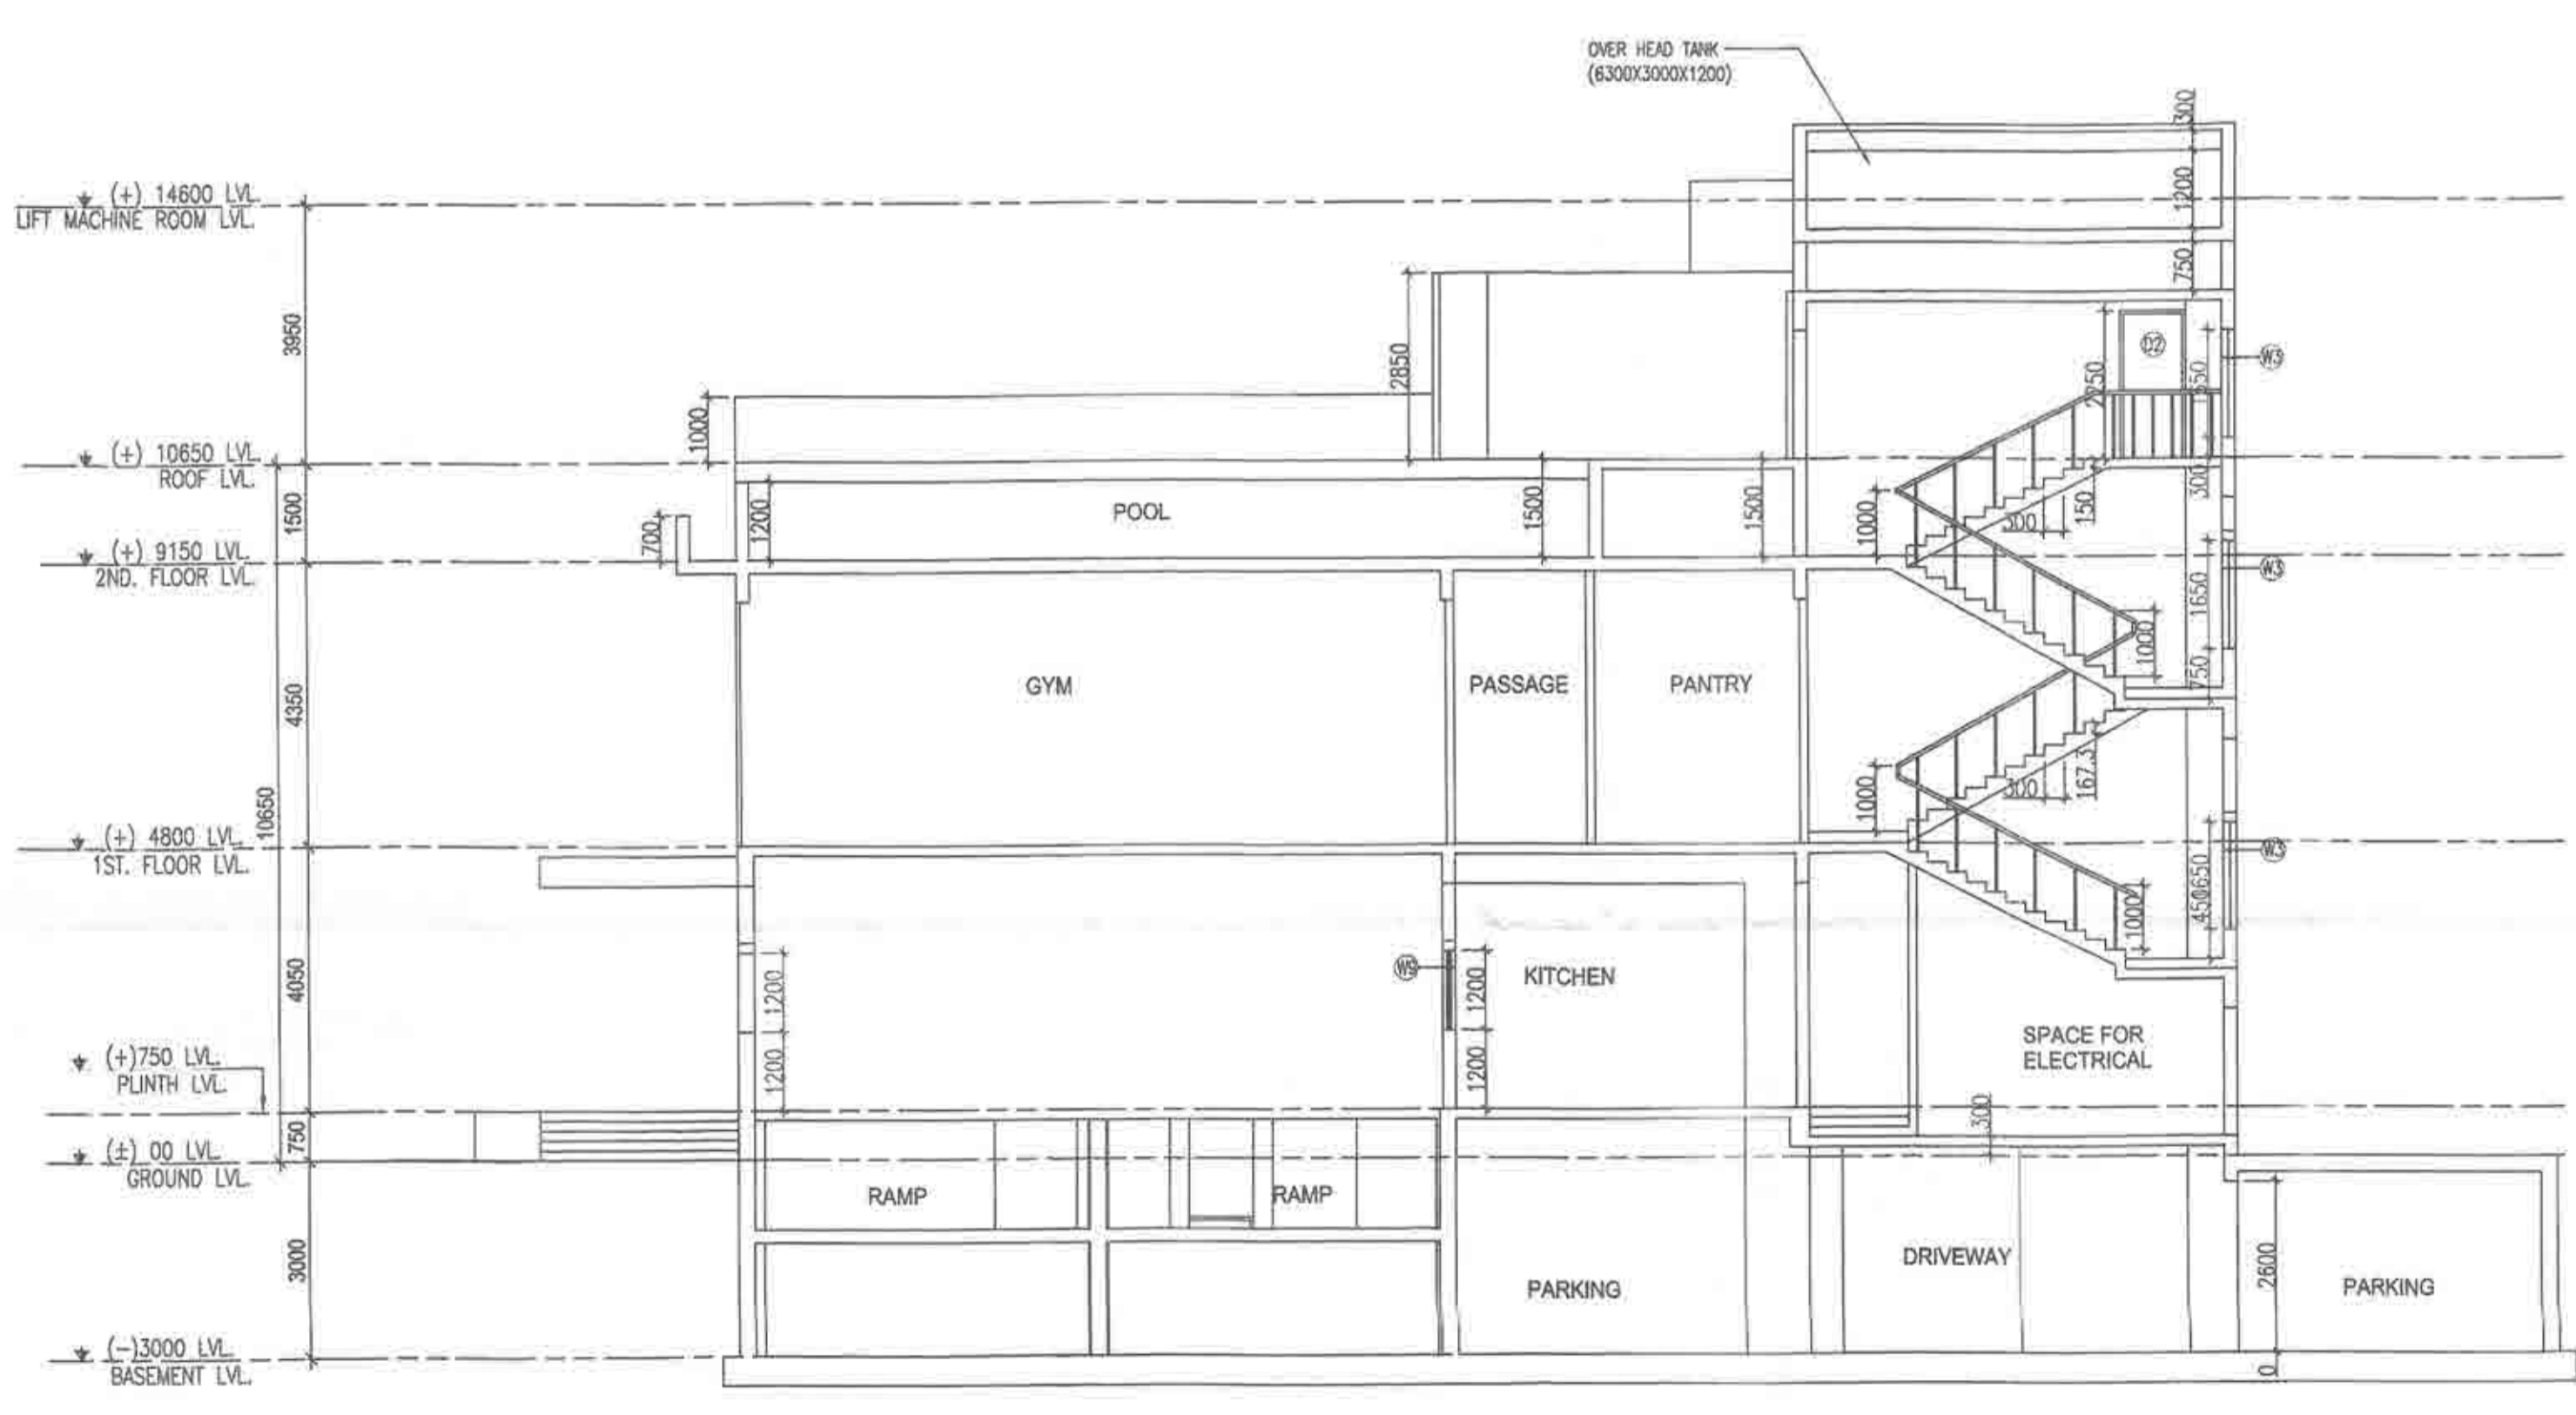 OVER HEAD TANK
(6300X3000X1200)
300
1200
750
(+) 14600 LVL.
LIFT MACHINE ROOM LVL.
3950
2850
1000
2250
D2
W3
(+) 10650 LVL.
ROOF LVL.
1500
700
1200
POOL
1500
1500
1000
300
150
300
(+) 9150 LVL.
2ND. FLOOR LVL.
W3
1650
1000
750
4350
GYM
PASSAGE
PANTRY
10650
1000
300
167.3
(+) 4800 LVL.
1ST. FLOOR LVL.
W3
450
1000
4050
1200
W9
1200
KITCHEN
1200
1200
SPACE FOR
ELECTRICAL
(+)750 LVL.
PLINTH LVL.
750
300
(±) 00 LVL.
GROUND LVL.
RAMP
RAMP
3000
PARKING
DRIVEWAY
2600
PARKING
(-)3000 LVL.
BASEMENT LVL.
0